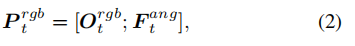 P_t^{rgb} = [O_t^{rgb}; F_t^{ang}], (2)